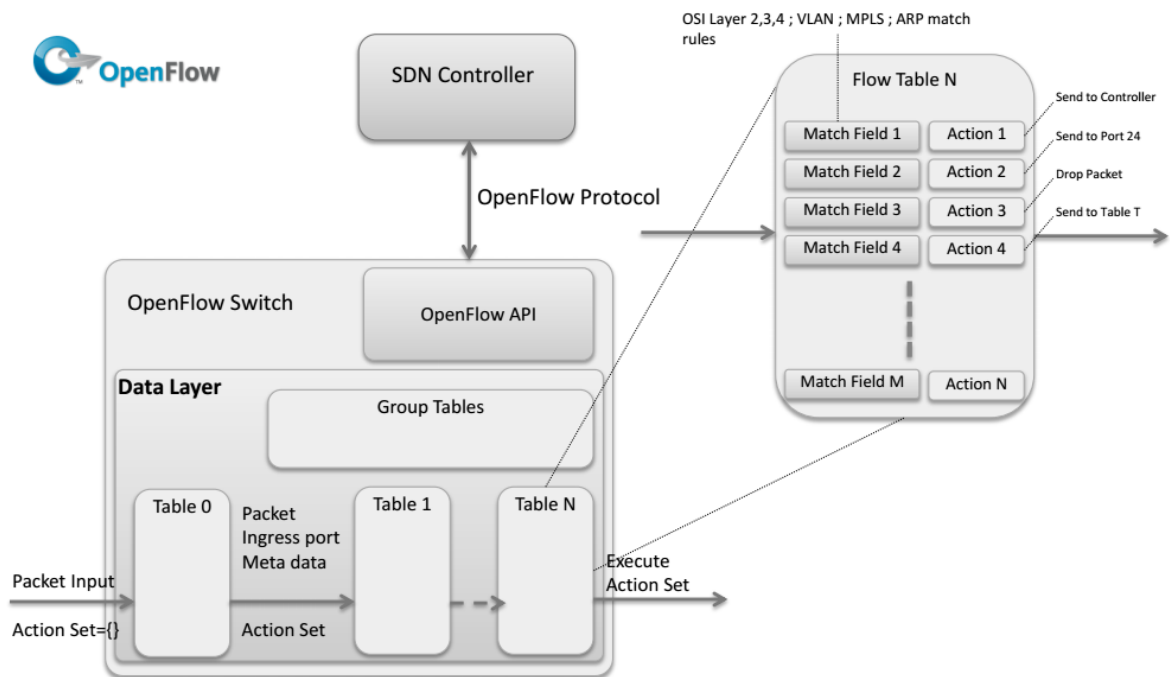 OpenFlow
TM
SDN Controller
OpenFlow Protocol
OpenFlow Switch
OpenFlow API
Data Layer
Group Tables
Table 0
Packet
Ingress port
Meta data
Table 1
Table N
Packet Input
Action Set={}
Action Set
Execute
Action Set
OSI Layer 2,3,4 ; VLAN ; MPLS ; ARP match
rules
Flow Table N
Match Field 1
Action 1
Send to Controller
Match Field 2
Action 2
Send to Port 24
Match Field 3
Action 3
Drop Packet
Match Field 4
Action 4
Send to Table T
Match Field M
Action N